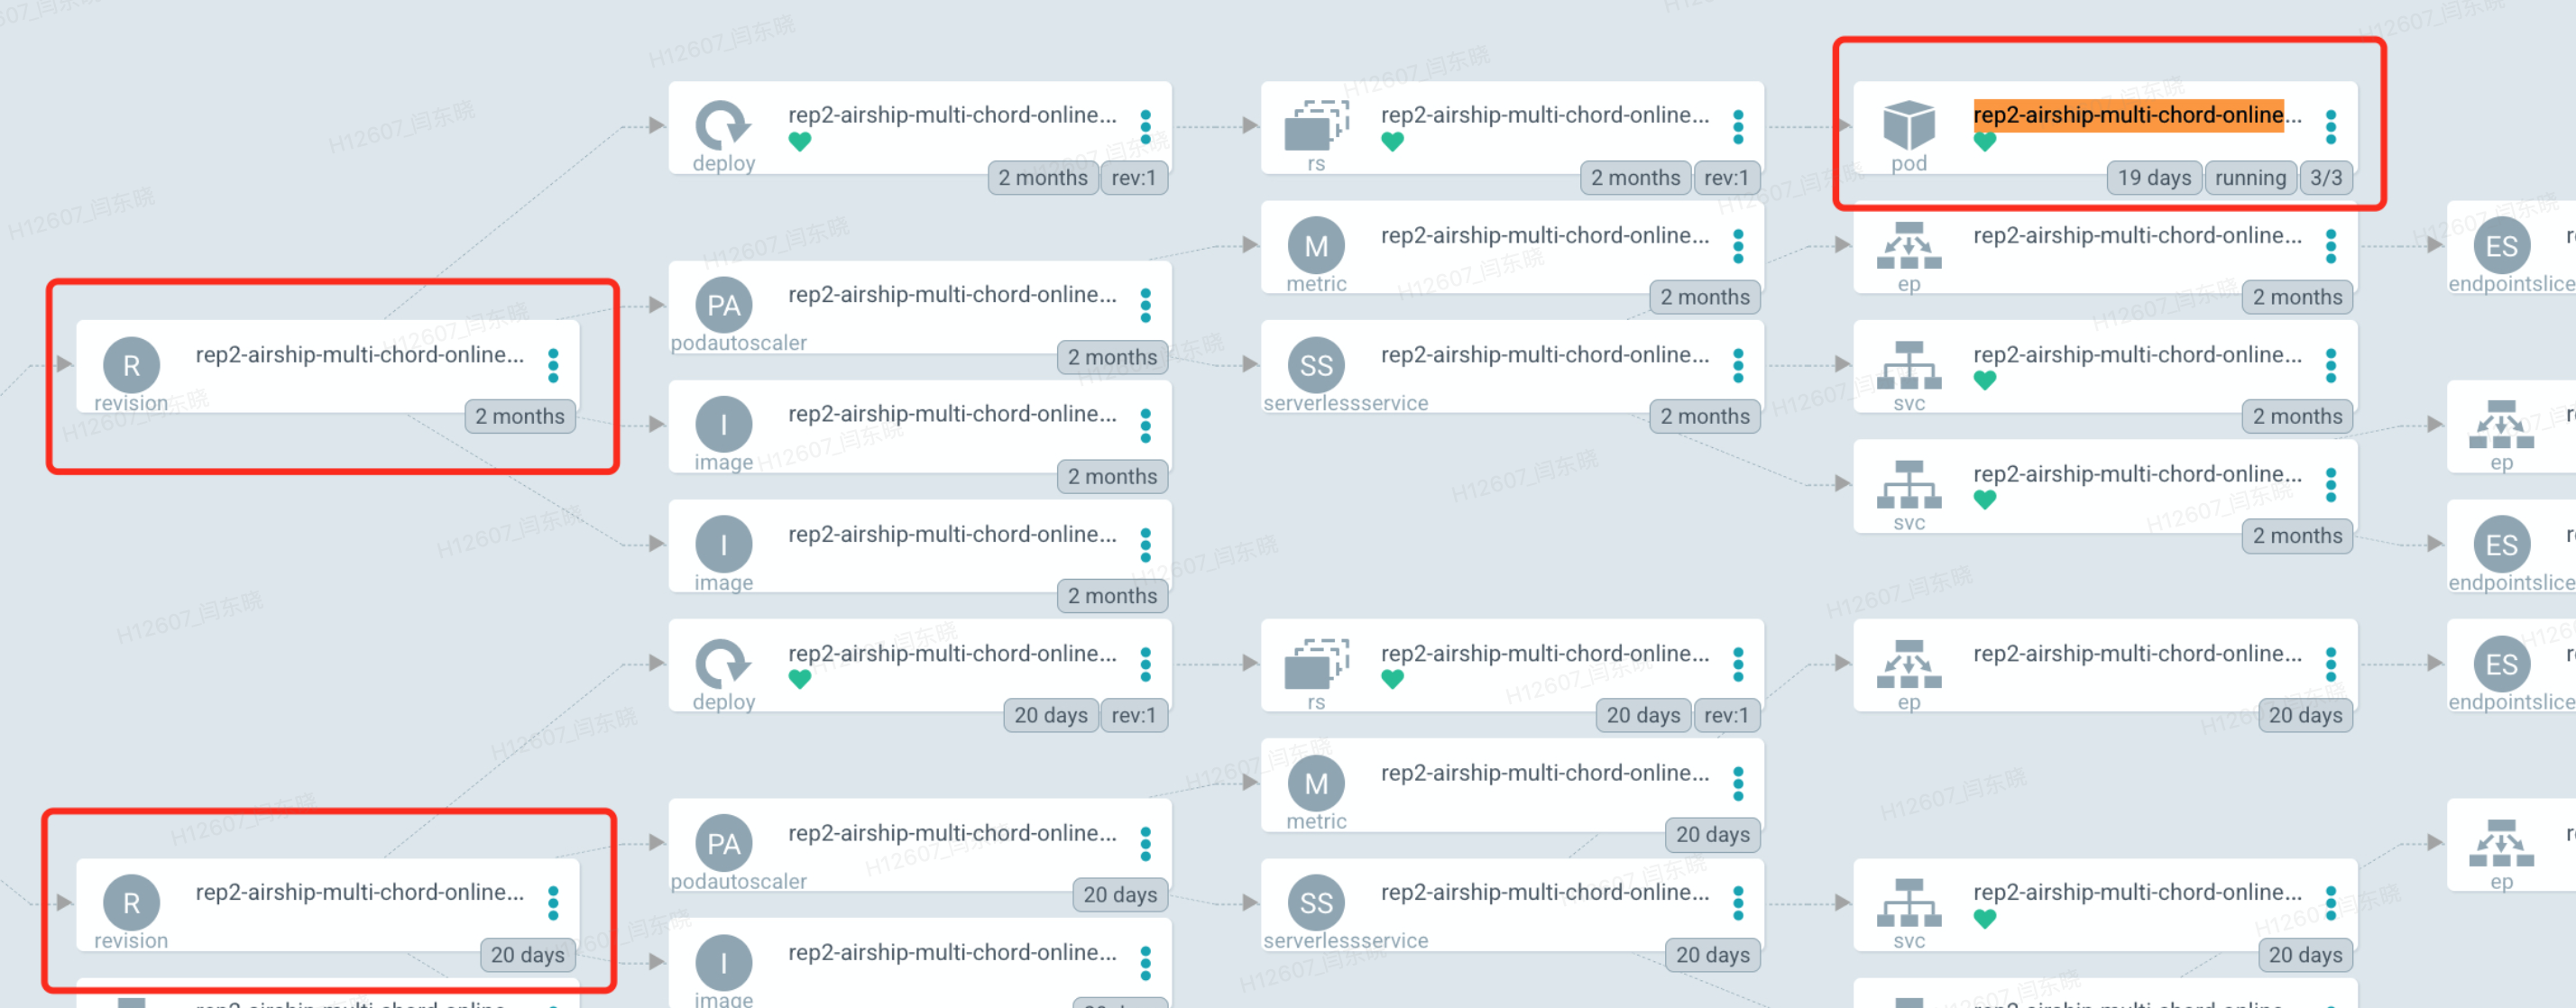 rep2-airship-multi-chord-online...
deploy
2 months
rev:1
rep2-airship-multi-chord-online...
rs
2 months
rev:1
rep2-airship-multi-chord-online...
pod
19 days
running
3/3
rep2-airship-multi-chord-online...
M
metric
2 months
rep2-airship-multi-chord-online...
ep
2 months
ES
endpointslice
rep2-airship-multi-chord-online...
PA
podautoscaler
2 months
rep2-airship-multi-chord-online...
R
revision
2 months
rep2-airship-multi-chord-online...
SS
serverlessservice
2 months
rep2-airship-multi-chord-online...
svc
2 months
rep2-airship-multi-chord-online...
I
image
2 months
ep
rep2-airship-multi-chord-online...
svc
2 months
rep2-airship-multi-chord-online...
I
image
2 months
ES
endpointslice
rep2-airship-multi-chord-online...
deploy
20 days
rev:1
rep2-airship-multi-chord-online...
rs
20 days
rev:1
rep2-airship-multi-chord-online...
ep
20 days
ES
endpointslice
rep2-airship-multi-chord-online...
M
metric
20 days
rep2-airship-multi-chord-online...
PA
podautoscaler
20 days
ep
rep2-airship-multi-chord-online...
R
revision
20 days
rep2-airship-multi-chord-online...
SS
serverlessservice
20 days
rep2-airship-multi-chord-online...
svc
20 days
rep2-airship-multi-chord-online...
I
image
H12607_闫东晓